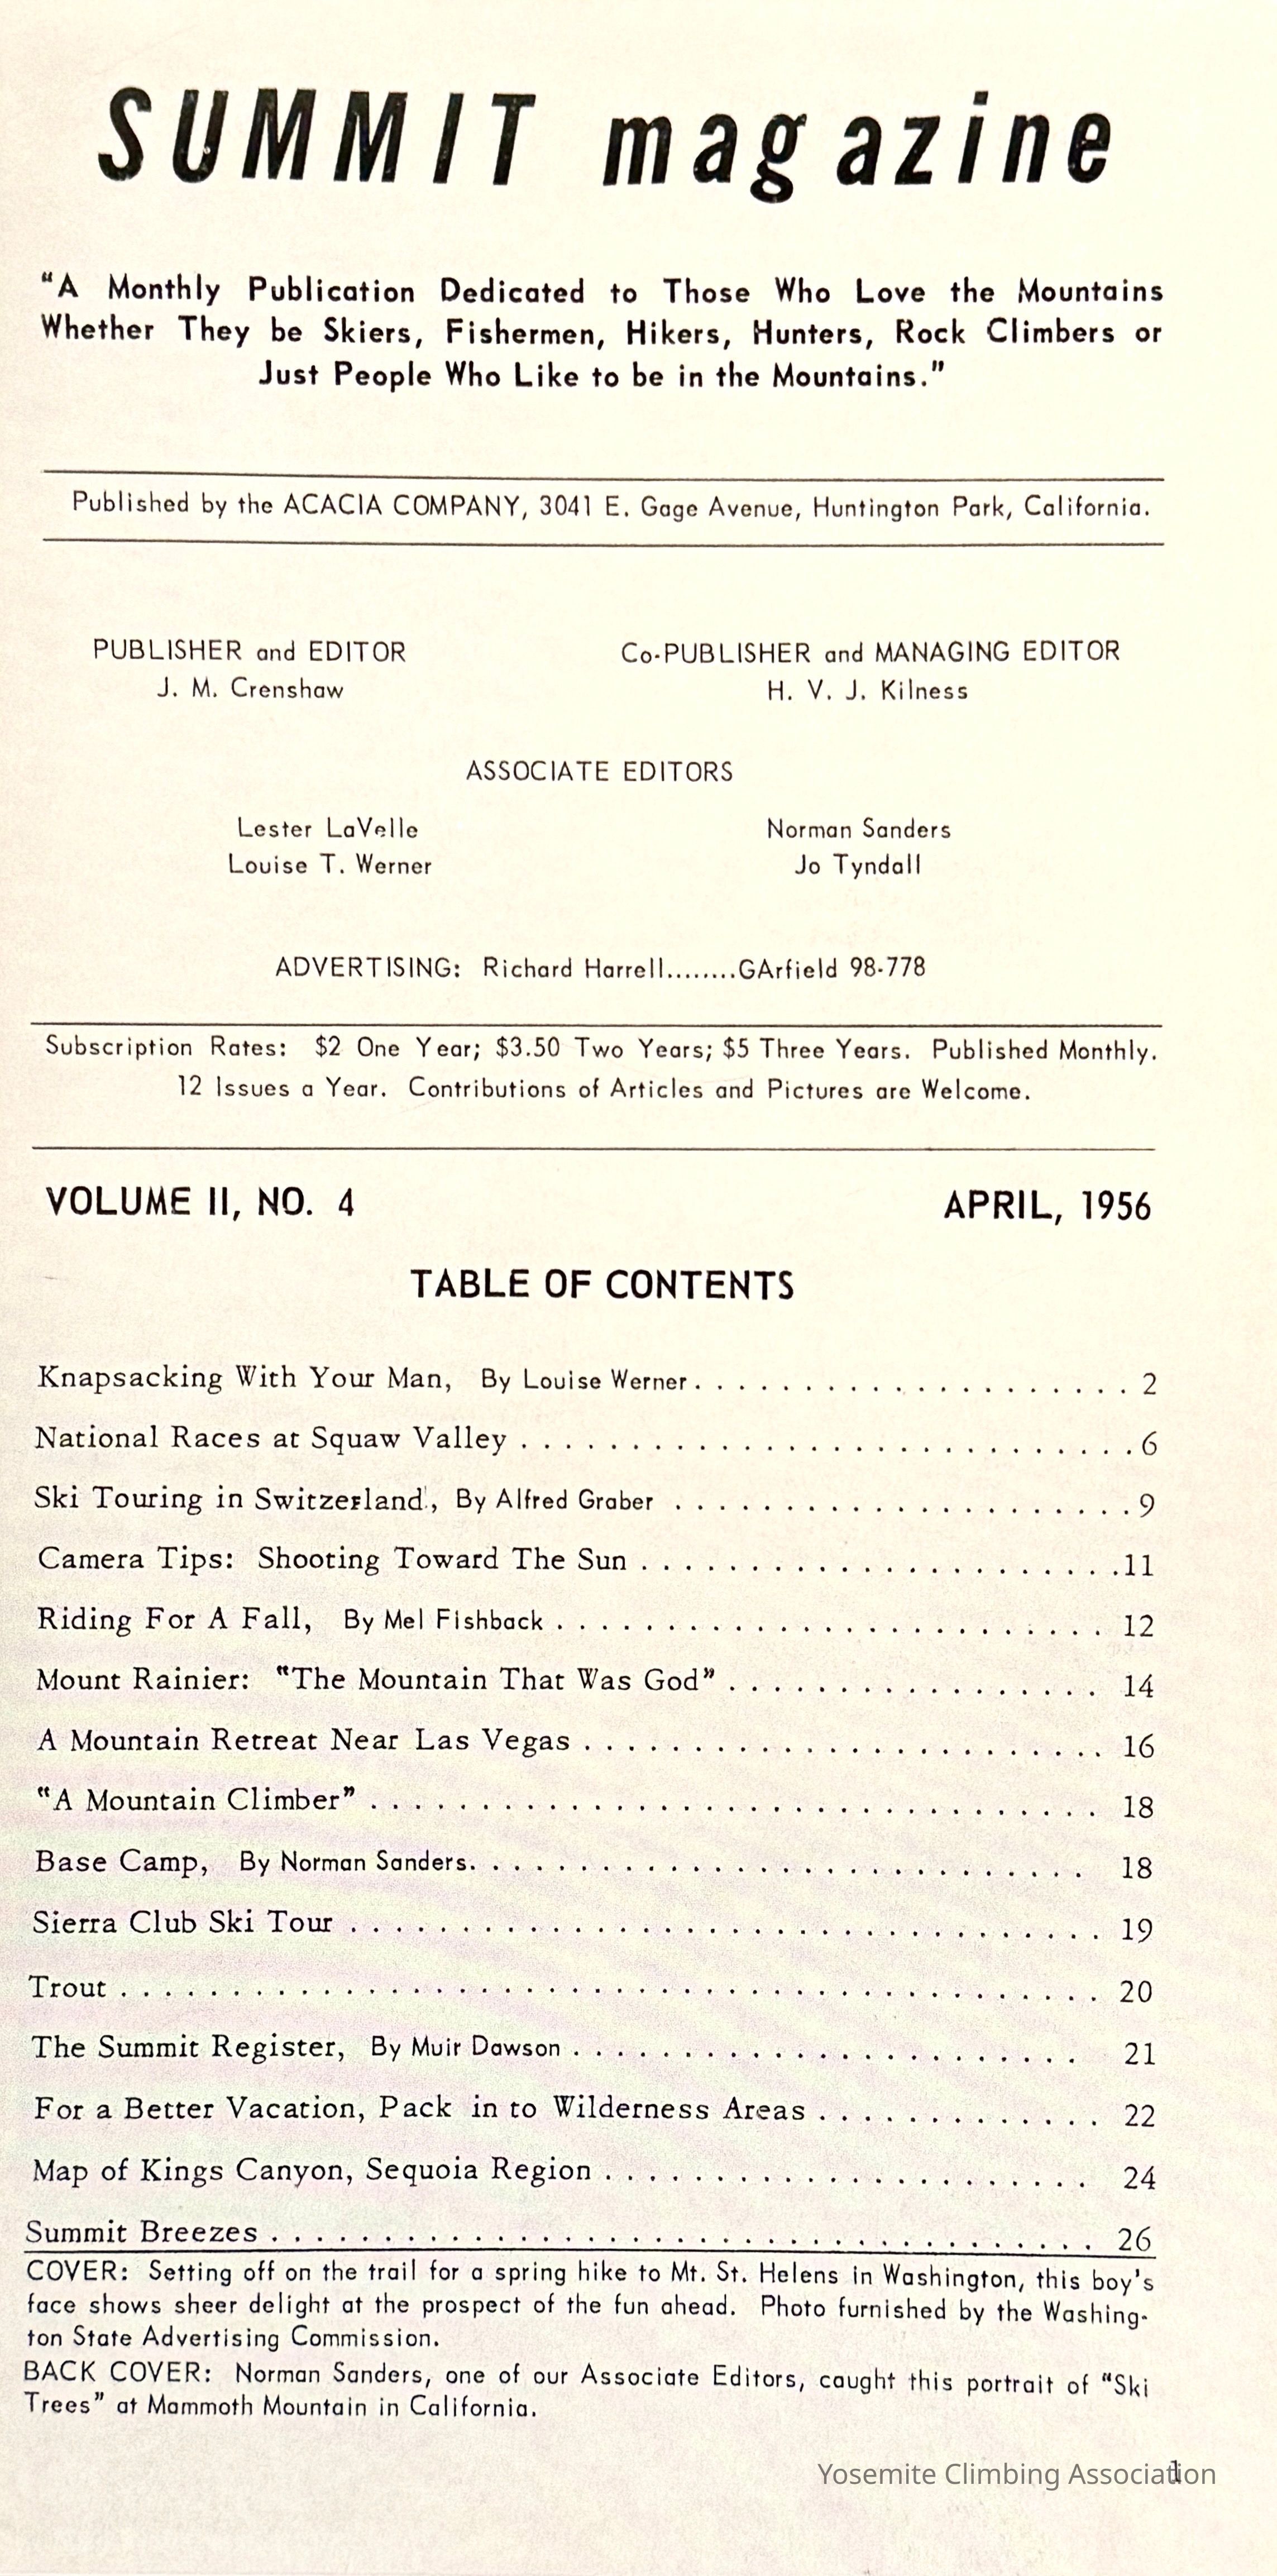 SUMMIT magazine
“A Monthly Publication Dedicated to Those Who Love the Mountains
Whether They be Skiers, Fishermen, Hikers, Hunters, Rock Climbers or
Just People Who Like to be in the Mountains.”
Published by the ACACIA COMPANY, 3041 E. Gage Avenue, Huntington Park, California.
PUBLISHER and EDITOR
J. M. Crenshaw
Co-PUBLISHER and MANAGING EDITOR
H. V. J. Kilness
ASSOCIATE EDITORS
Lester LaVelle
Louise T. Werner
Norman Sanders
Jo Tyndall
ADVERTISING: Richard Harrell........GArfield 98-778
Subscription Rates: $2 One Year; $3.50 Two Years; $5 Three Years. Published Monthly.
12 Issues a Year. Contributions of Articles and Pictures are Welcome.
VOLUME II, NO. 4 APRIL, 1956
TABLE OF CONTENTS
Knapsacking With Your Man, By Louise Werner. . . . . . . . . . . . . . . . . . . . 2
National Races at Squaw Valley . . . . . . . . . . . . . . . . . . . . . . . . . . . . 6
Ski Touring in Switzerland, By Alfred Graber . . . . . . . . . . . . . . . . . . . . . 9
Camera Tips: Shooting Toward The Sun . . . . . . . . . . . . . . . . . . . . . . 11
Riding For A Fall, By Mel Fishback . . . . . . . . . . . . . . . . . . . . . . . . . 12
Mount Rainier: "The Mountain That Was God" . . . . . . . . . . . . . . . . . 14
A Mountain Retreat Near Las Vegas . . . . . . . . . . . . . . . . . . . . . . . . 16
"A Mountain Climber" . . . . . . . . . . . . . . . . . . . . . . . . . . . . . . . . . 18
Base Camp, By Norman Sanders. . . . . . . . . . . . . . . . . . . . . . . . . . . . 18
Sierra Club Ski Tour . . . . . . . . . . . . . . . . . . . . . . . . . . . . . . . . . . 19
Trout . . . . . . . . . . . . . . . . . . . . . . . . . . . . . . . . . . . . . . . . . . . . 20
The Summit Register, By Muir Dawson . . . . . . . . . . . . . . . . . . . . . . . 21
For a Better Vacation, Pack in to Wilderness Areas . . . . . . . . . . . . . 22
Map of Kings Canyon, Sequoia Region . . . . . . . . . . . . . . . . . . . . . . 24
Summit Breezes . . . . . . . . . . . . . . . . . . . . . . . . . . . . . . . . . . . . . 26
COVER: Setting off on the trail for a spring hike to Mt. St. Helens in Washington, this boy's
face shows sheer delight at the prospect of the fun ahead. Photo furnished by the Washing-
ton State Advertising Commission.
BACK COVER: Norman Sanders, one of our Associate Editors, caught this portrait of "Ski
Trees" at Mammoth Mountain in California.
1
Yosemite Climbing Association